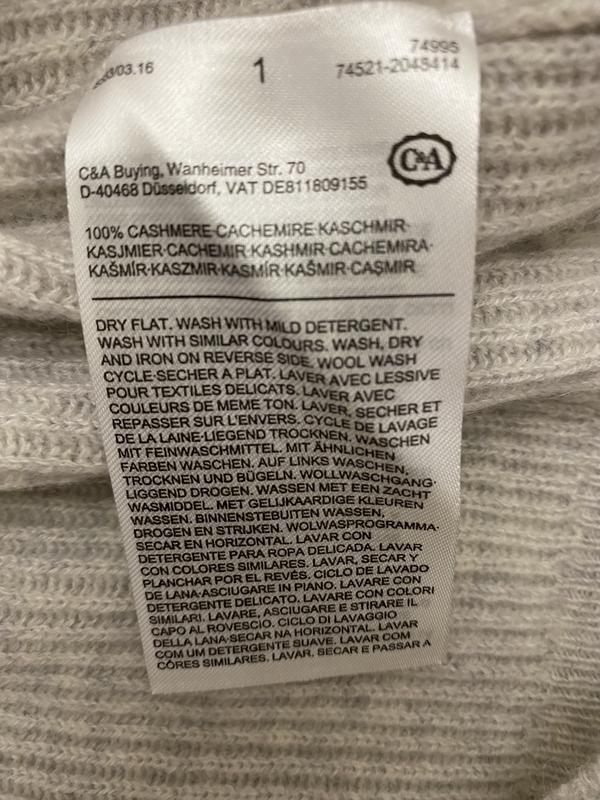 03.16
1
74995
74521-2048414
C&A
C&A Buying, Wanheimer Str. 70
D-40468 Düsseldorf, VAT DE811809155
100% CASHMERE·CACHEMIRE·KASCHMIR·
KASJMIER·CACHEMIR·KASHMIR·CACHEMIRA·
KAŠMÍR·KASZMIR·KASMÍR·KAŠMIR·CAŞMIR
DRY FLAT. WASH WITH MILD DETERGENT.
WASH WITH SIMILAR COLOURS. WASH, DRY
AND IRON ON REVERSE SIDE. WOOL WASH
CYCLE·SECHER A PLAT. LAVER AVEC LESSIVE
POUR TEXTILES DELICATS. LAVER AVEC
COULEURS DE MEME TON. LAVER, SECHER ET
REPASSER SUR L'ENVERS. CYCLE DE LAVAGE
DE LA LAINE·LIEGEND TROCKNEN. WASCHEN
MIT FEINWASCHMITTEL. MIT ÄHNLICHEN
FARBEN WASCHEN. AUF LINKS WASCHEN,
TROCKNEN UND BÜGELN. WOLLWASCHGANG·
LIGGEND DROGEN. WASSEN MET EEN ZACHT
WASMIDDEL. MET GELIJKAARDIGE KLEUREN
WASSEN. BINNENSTEBUITEN WASSEN,
DROGEN EN STRIJKEN. WOLWASPROGRAMMA·
SECAR EN HORIZONTAL. LAVAR CON
DETERGENTE PARA ROPA DELICADA. LAVAR
CON COLORES SIMILARES. LAVAR, SECAR Y
PLANCHAR POR EL REVÉS. CICLO DE LAVADO
DE LANA·ASCIUGARE IN PIANO. LAVARE CON
DETERGENTE DELICATO. LAVARE CON COLORI
SIMILARI. LAVARE, ASCIUGARE E STIRARE IL
CAPO AL ROVESCIO. CICLO DI LAVAGGIO
DELLA LANA·SECAR NA HORIZONTAL. LAVAR
COM UM DETERGENTE SUAVE. LAVAR COM
CÔRES SIMILARES. LAVAR, SECAR E PASSAR A